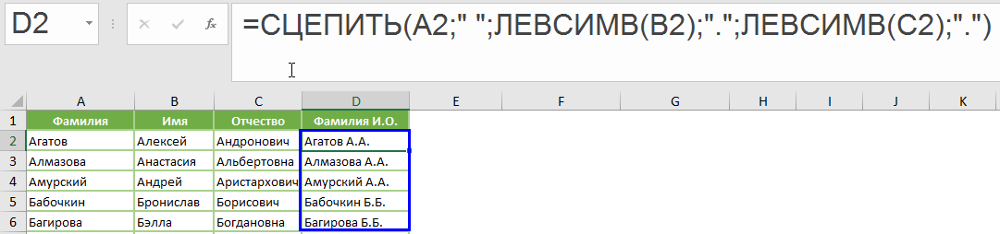 D2 fx =СЦЕПИТЬ(A2;" ";ЛЕВСИМВ(B2);".";ЛЕВСИМВ(C2);".")
A B C D E F G H I J K
1 Фамилия Имя Отчество Фамилия И.О.
2 Агатов Алексей Андронович Агатов А.А.
3 Алмазова Анастасия Альбертовна Алмазова А.А.
4 Амурский Андрей Аристархович Амурский А.А.
5 Бабочкин Бронислав Борисович Бабочкин Б.Б.
6 Багирова Бэлла Богдановна Багирова Б.Б.